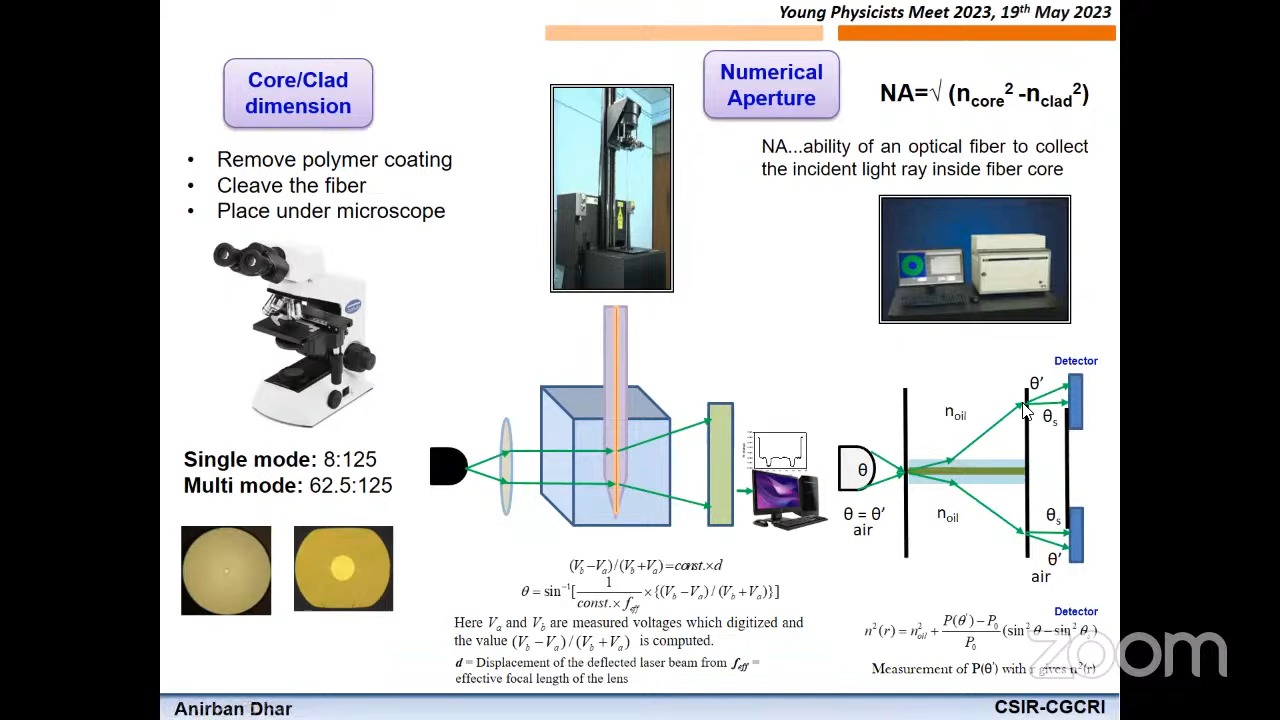 Young Physicists Meet 2023, 19th May 2023
Core/Clad
dimension
• Remove polymer coating
• Cleave the fiber
• Place under microscope
Single mode: 8:125
Multi mode: 62.5:125
Numerical
Aperture
NA=√ (n_core² -n_clad²)
NA...ability of an optical fiber to collect
the incident light ray inside fiber core
(V_b −V_a)/(V_b +V_a)=const.×d
θ = sin⁻¹[ 1/(const.× f_eff) ×{(V_b −V_a)/(V_b +V_a)}]
Here V_a and V_b are measured voltages which digitized and
the value (V_b −V_a)/(V_b +V_a) is computed.
d = Displacement of the deflected laser beam from f_eff =
effective focal length of the lens
Detector
θ'
θ_s
n_oil
θ
n_oil
θ = θ'
air
θ_s
θ'
air
Detector
n²(r) = n²_oil + (P(θ')−P₀)/P₀ (sin² θ−sin² θ_s)
Measurement of P(θ') with r gives n²(r)
zoom
Anirban Dhar
CSIR-CGCRI